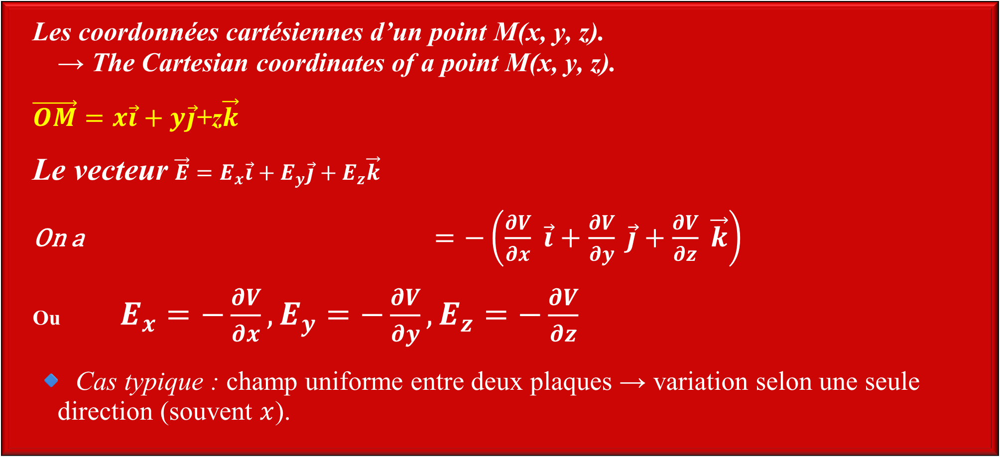 Les coordonnées cartésiennes d’un point M(x, y, z).
→ The Cartesian coordinates of a point M(x, y, z).
$\overrightarrow{OM} = x\vec{i} + y\vec{j} + z\vec{k}$
Le vecteur $\vec{E} = E_x\vec{i} + E_y\vec{j} + E_z\vec{k}$
On a $= -\left(\frac{\partial V}{\partial x}\ \vec{i} + \frac{\partial V}{\partial y}\ \vec{j} + \frac{\partial V}{\partial z}\ \vec{k}\right)$
Ou $E_x = -\frac{\partial V}{\partial x}, E_y = -\frac{\partial V}{\partial y}, E_z = -\frac{\partial V}{\partial z}$
Cas typique : champ uniforme entre deux plaques → variation selon une seule
direction (souvent x).